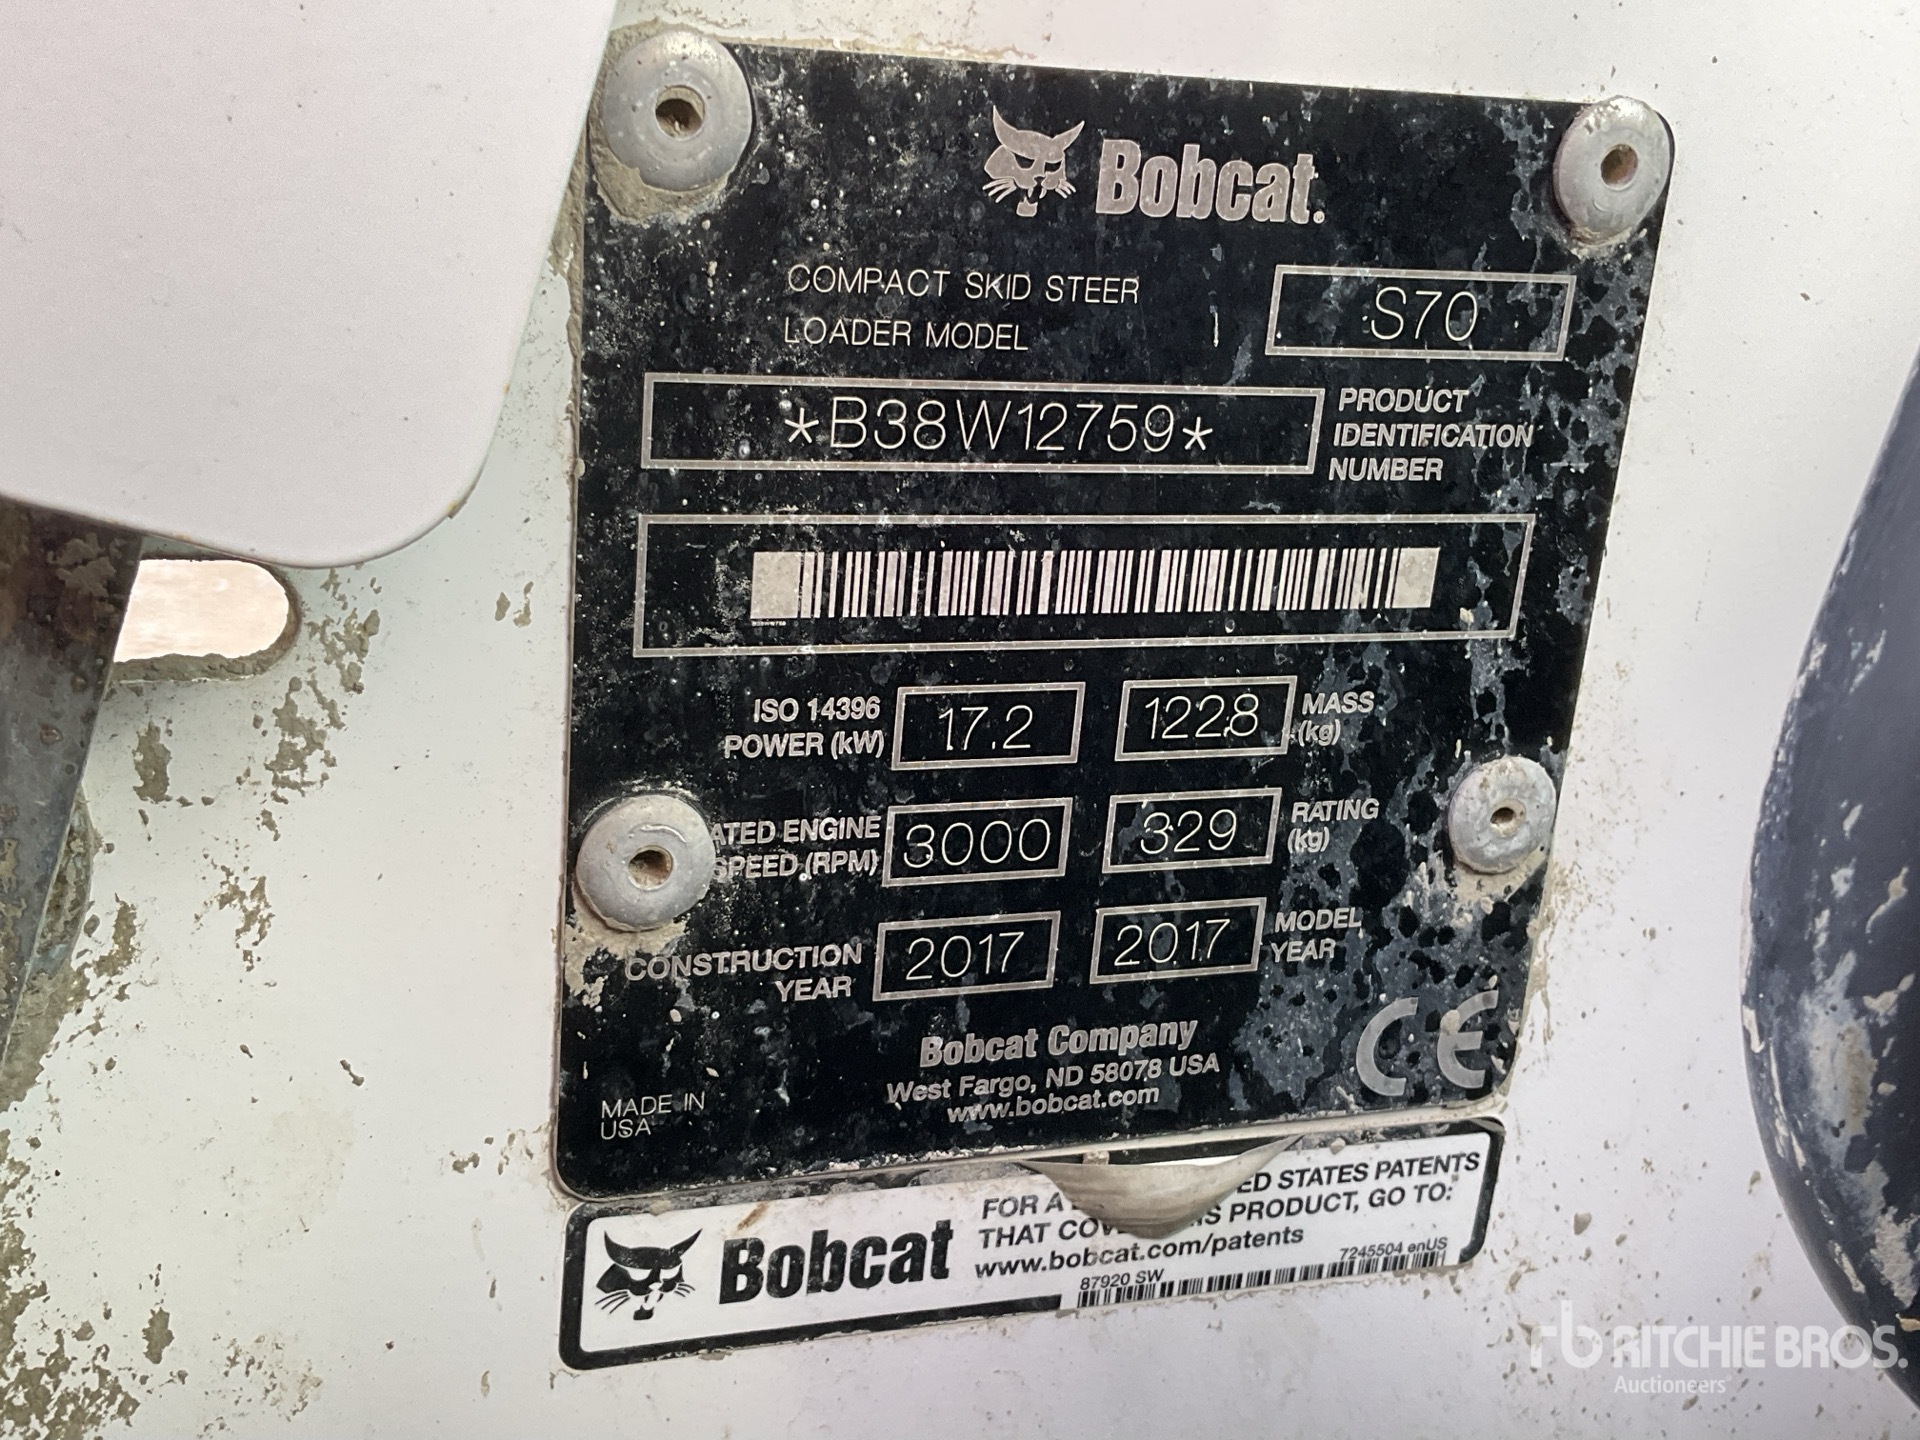 Bobcat.
COMPACT SKID STEER
LOADER MODEL
S70
*B38W12759*
PRODUCT
IDENTIFICATION
NUMBER
ISO 14396
POWER (kW)
17.2
1228
MASS
(kg)
ATED ENGINE
SPEED (RPM)
3000
329
RATING
(kg)
CONSTRUCTION
YEAR
2017
2017
MODEL
YEAR
Bobcat Company
West Fargo, ND 58078 USA
www.bobcat.com
CE
MADE IN
USA
Bobcat
FOR A ED STATES PATENTS
THAT COV IS PRODUCT, GO TO:
www.bobcat.com/patents
87920 SW
7245504 enUS
rb RITCHIE BROS.
Auctioneers